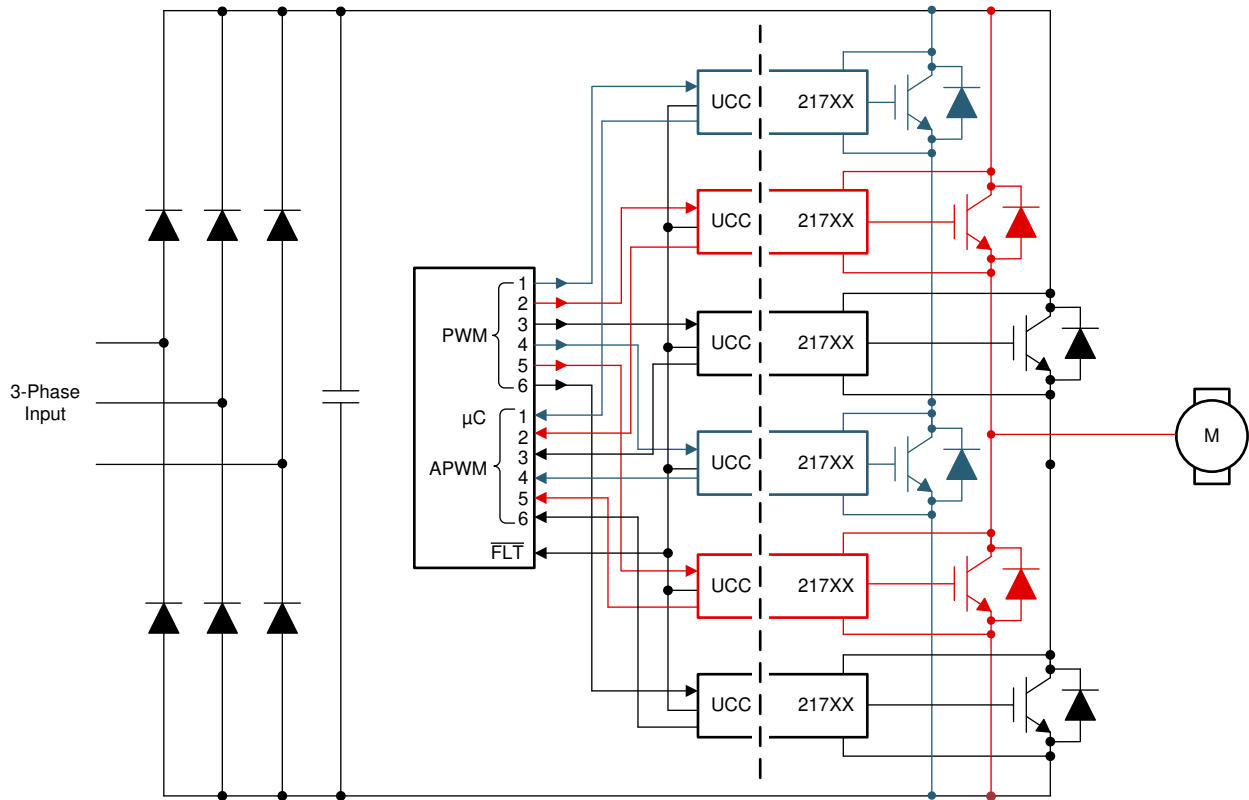 3-Phase
Input
PWM
1
2
3
4
5
6
µC
APWM
1
2
3
4
5
6
FLT
UCC 217XX
UCC 217XX
UCC 217XX
UCC 217XX
UCC 217XX
UCC 217XX
M